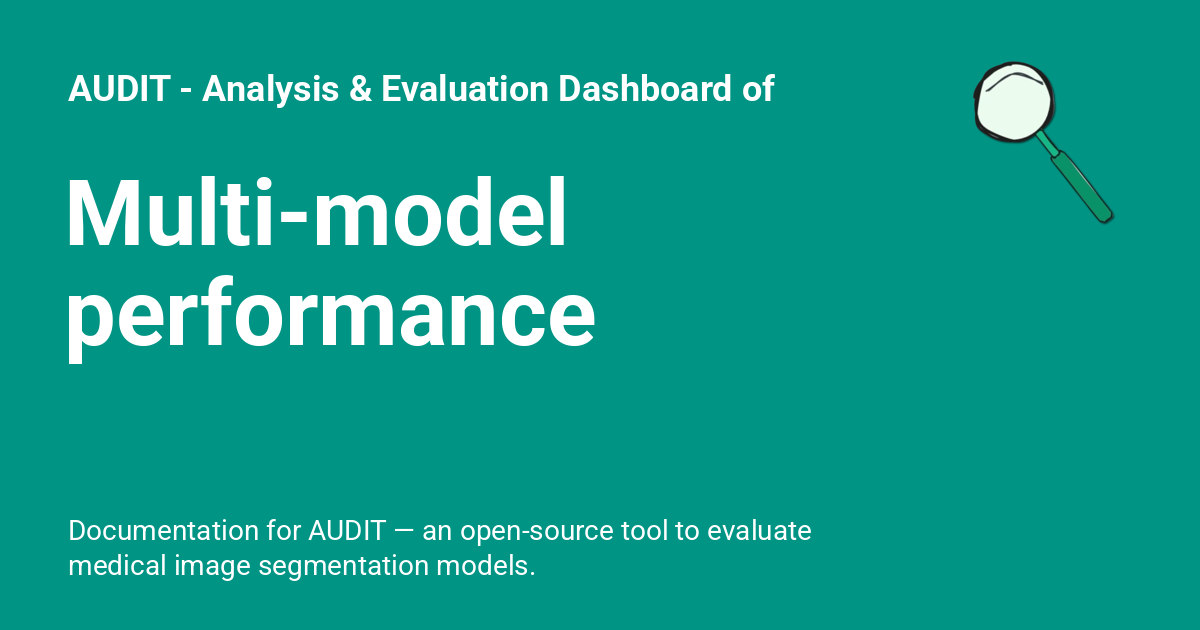 AUDIT - Analysis & Evaluation Dashboard of
Multi-model
performance
Documentation for AUDIT — an open-source tool to evaluate
medical image segmentation models.